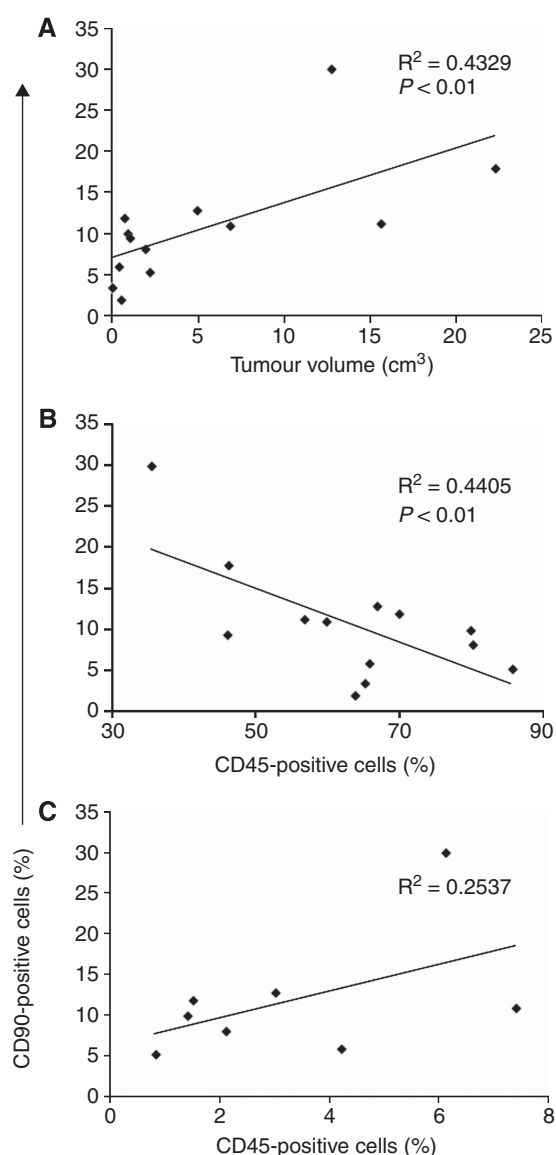 A
35
30
25
20
15
10
5
0
R² = 0.4329
P < 0.01
0 5 10 15 20 25
Tumour volume (cm³)
B
35
30
25
20
15
10
5
0
R² = 0.4405
P < 0.01
30 50 70 90
CD45-positive cells (%)
C
35
30
25
20
15
10
5
0
R² = 0.2537
0 2 4 6 8
CD45-positive cells (%)
CD90-positive cells (%)